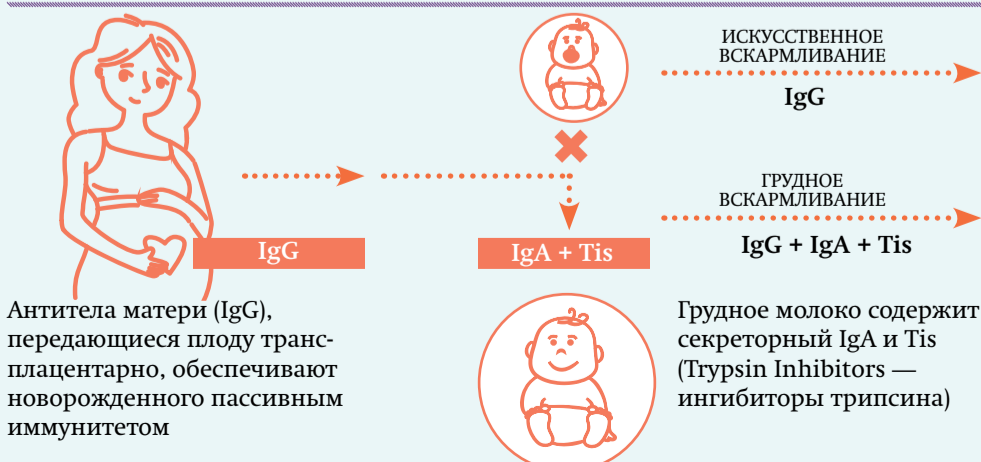 ИСКУССТВЕННОЕ
ВСКАРМЛИВАНИЕ
IgG
ГРУДНОЕ
ВСКАРМЛИВАНИЕ
IgG + IgA + Tis
IgG
IgA + Tis
Антитела матери (IgG),
передающиеся плоду транс-
плацентарно, обеспечивают
новорожденного пассивным
иммунитетом
Грудное молоко содержит
секреторный IgA и Tis
(Trypsin Inhibitors —
ингибиторы трипсина)